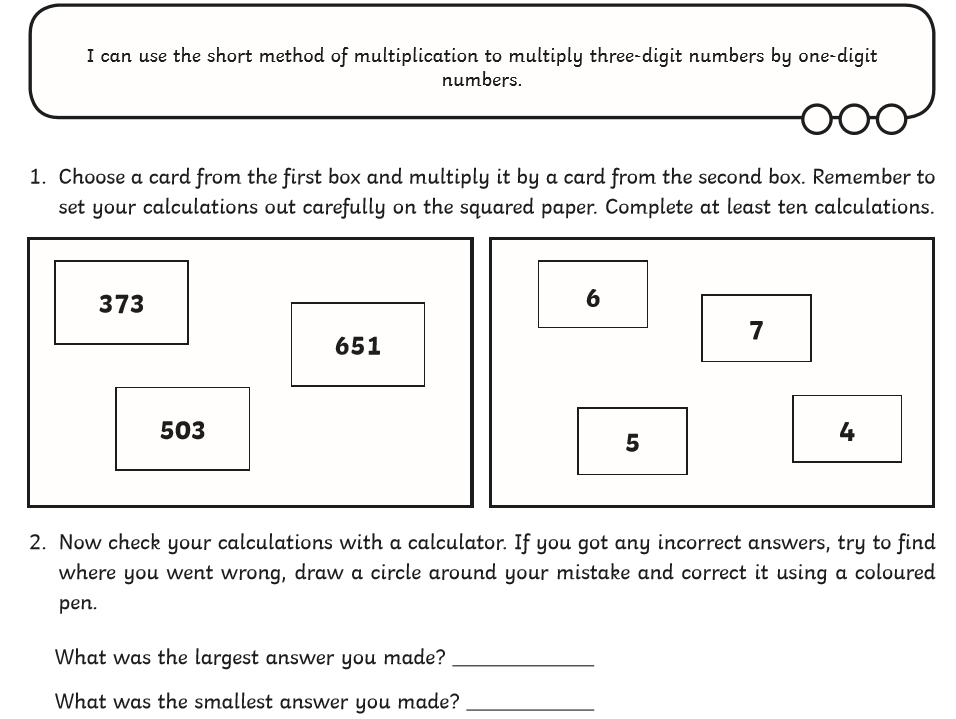 I can use the short method of multiplication to multiply three-digit numbers by one-digit
numbers.
1. Choose a card from the first box and multiply it by a card from the second box. Remember to
set your calculations out carefully on the squared paper. Complete at least ten calculations.
373
651
503
6
7
5
4
2. Now check your calculations with a calculator. If you got any incorrect answers, try to find
where you went wrong, draw a circle around your mistake and correct it using a coloured
pen.
What was the largest answer you made? ____________
What was the smallest answer you made? ___________